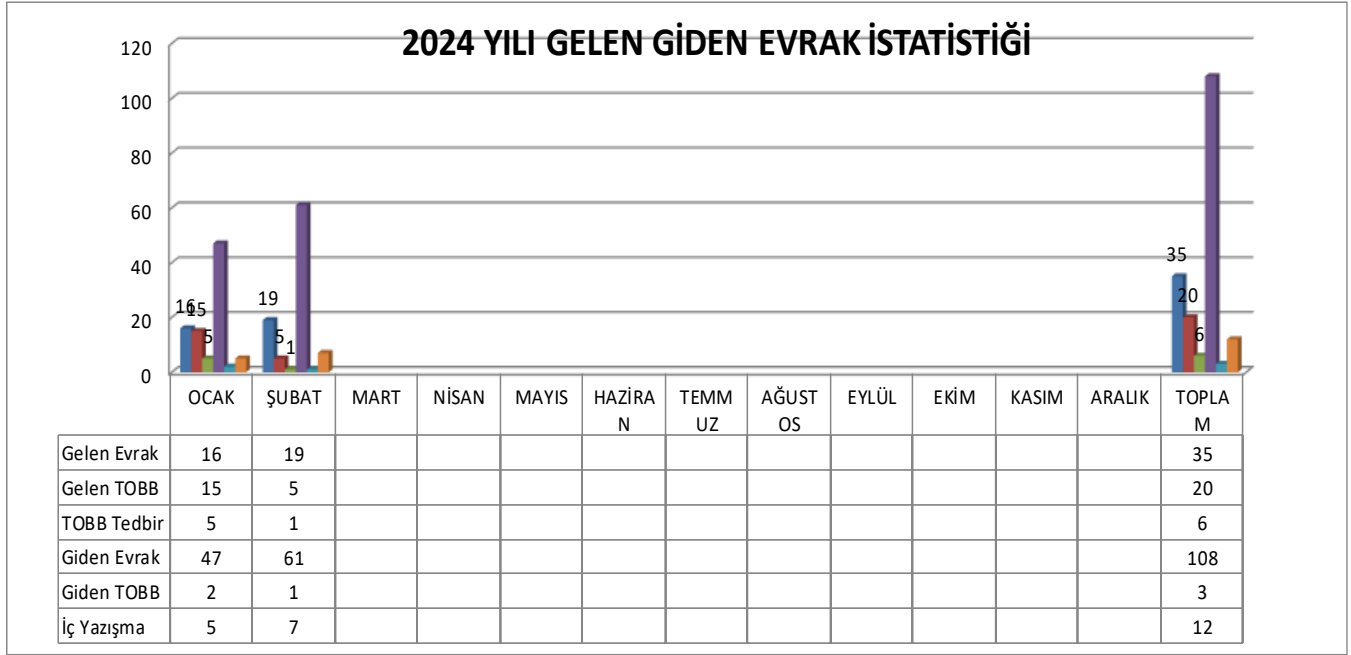 2024 YILI GELEN GİDEN EVRAK İSTATİSTİĞİ
120
100
80
60
40
20
0
16
15
5
19
5
1
35
20
6
OCAK ŞUBAT MART NİSAN MAYIS HAZİRA TEMM AĞUST EYLÜL EKİM KASIM ARALIK TOPLA
N UZ OS M
Gelen Evrak 16 19 35
Gelen TOBB 15 5 20
TOBB Tedbir 5 1 6
Giden Evrak 47 61 108
Giden TOBB 2 1 3
İç Yazışma 5 7 12